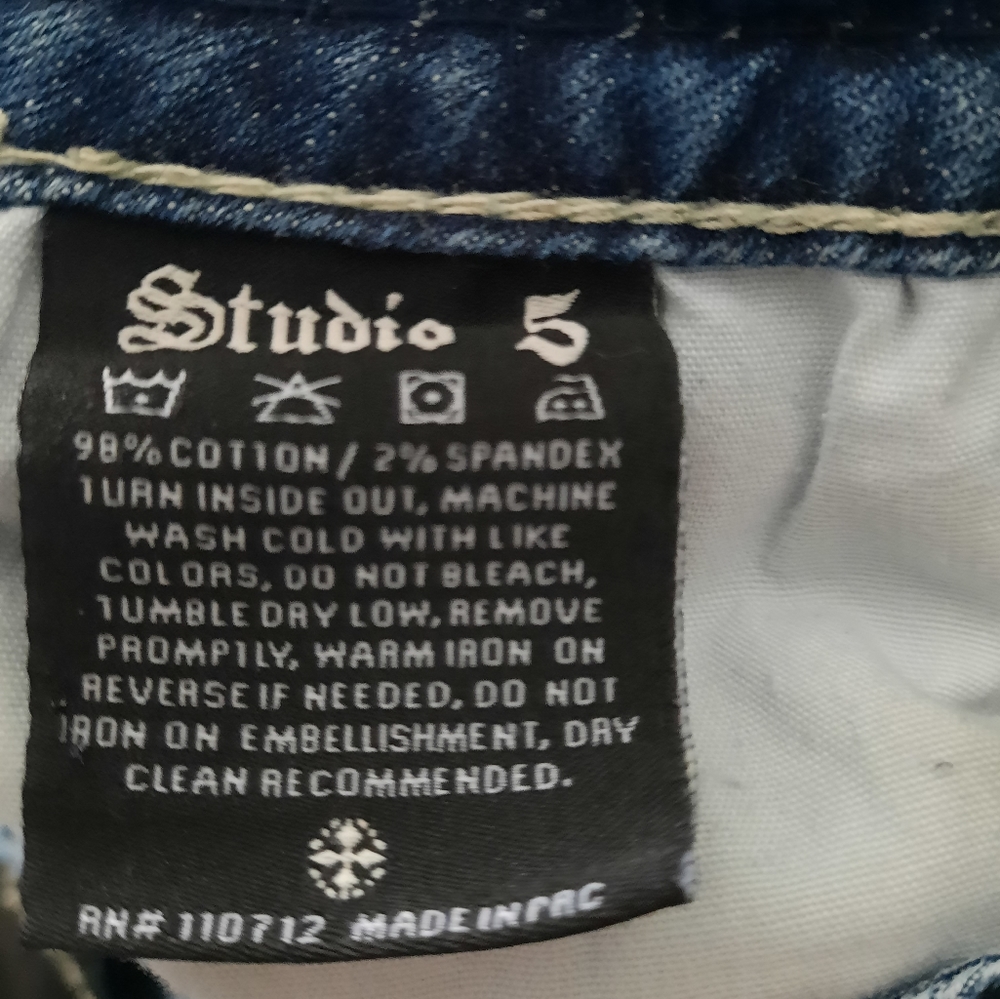 Studio 5
98% COTTON / 2% SPANDEX
TURN INSIDE OUT, MACHINE
WASH COLD WITH LIKE
COLORS, DO NOT BLEACH,
TUMBLE DRY LOW, REMOVE
PROMPTLY, WARM IRON ON
REVERSE IF NEEDED, DO NOT
IRON ON EMBELLISHMENT, DRY
CLEAN RECOMMENDED.
RN# 110712 MADE IN PRC